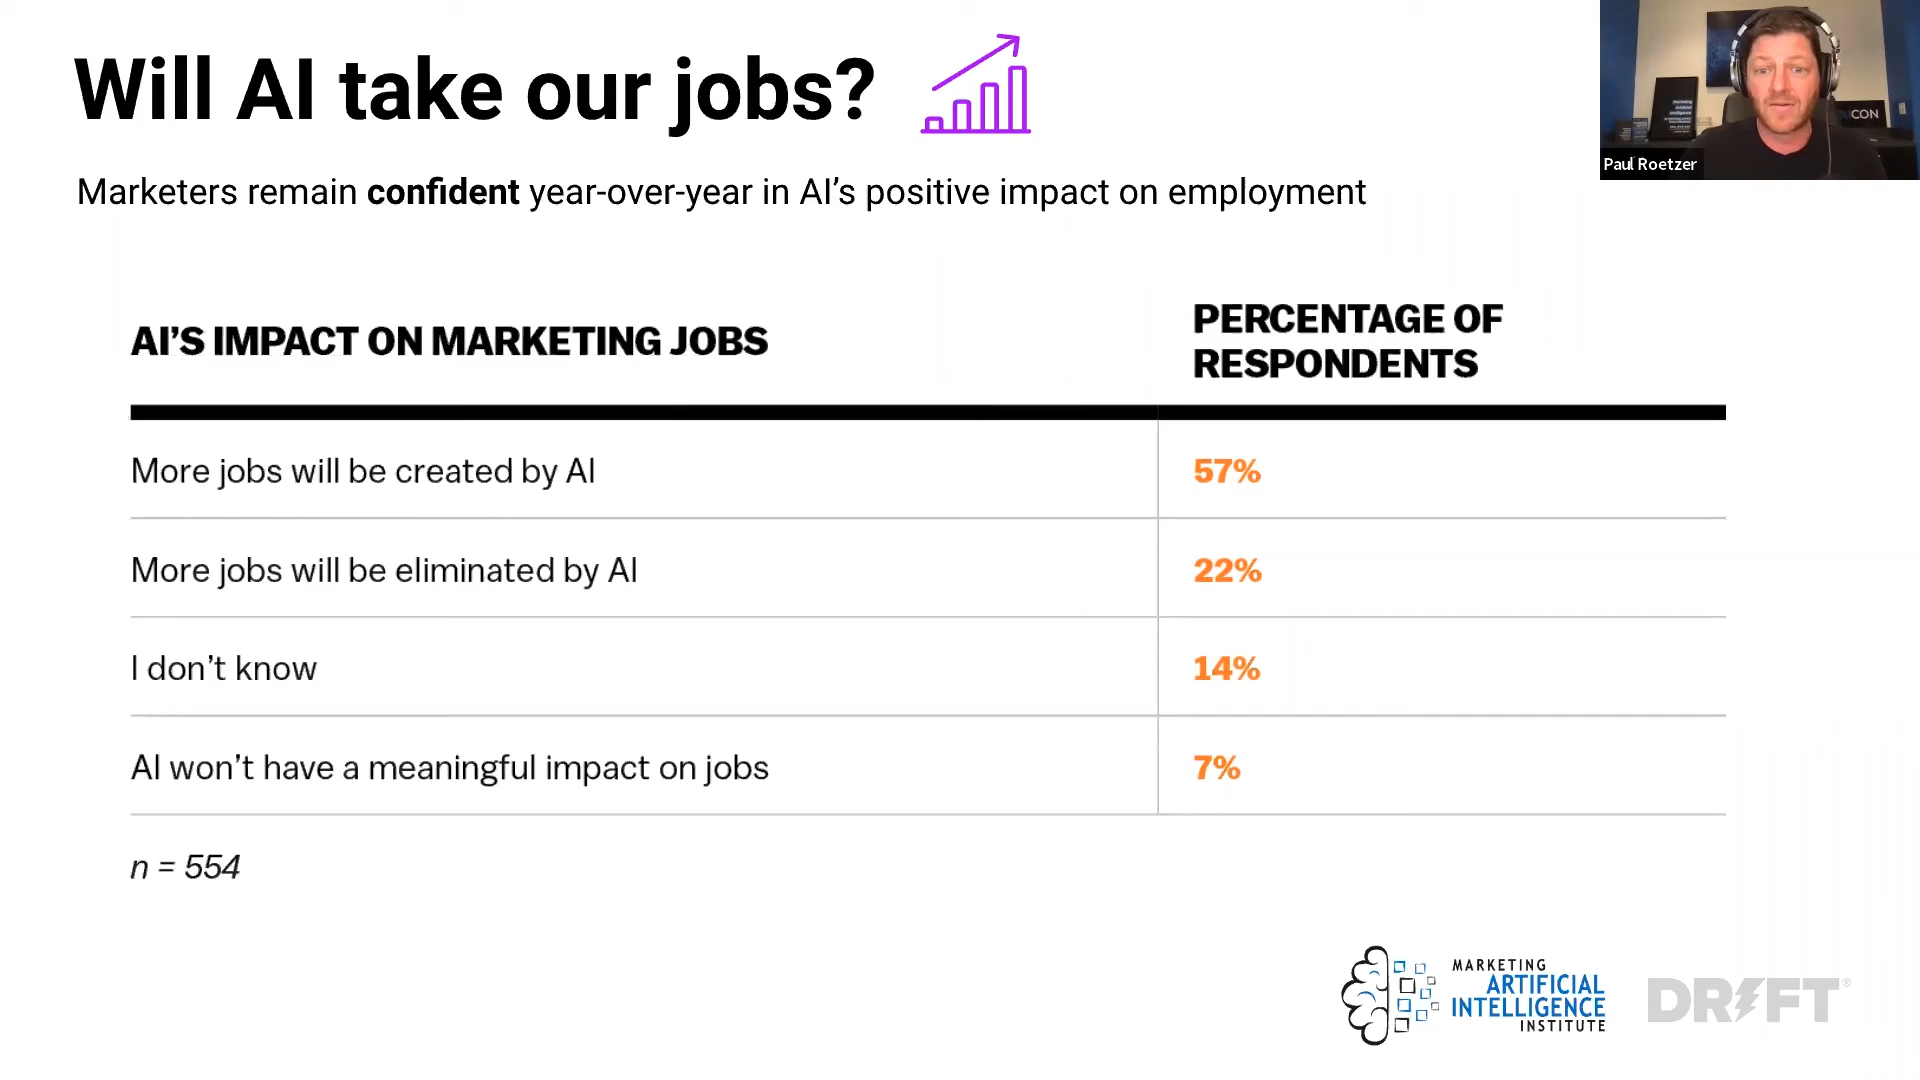 Will AI take our jobs?
Marketers remain confident year-over-year in AI’s positive impact on employment
Paul Roetzer
CON
AI’S IMPACT ON MARKETING JOBS
PERCENTAGE OF
RESPONDENTS
More jobs will be created by AI
57%
More jobs will be eliminated by AI
22%
I don’t know
14%
AI won’t have a meaningful impact on jobs
7%
n = 554
MARKETING
ARTIFICIAL
INTELLIGENCE
INSTITUTE
DRIFT®